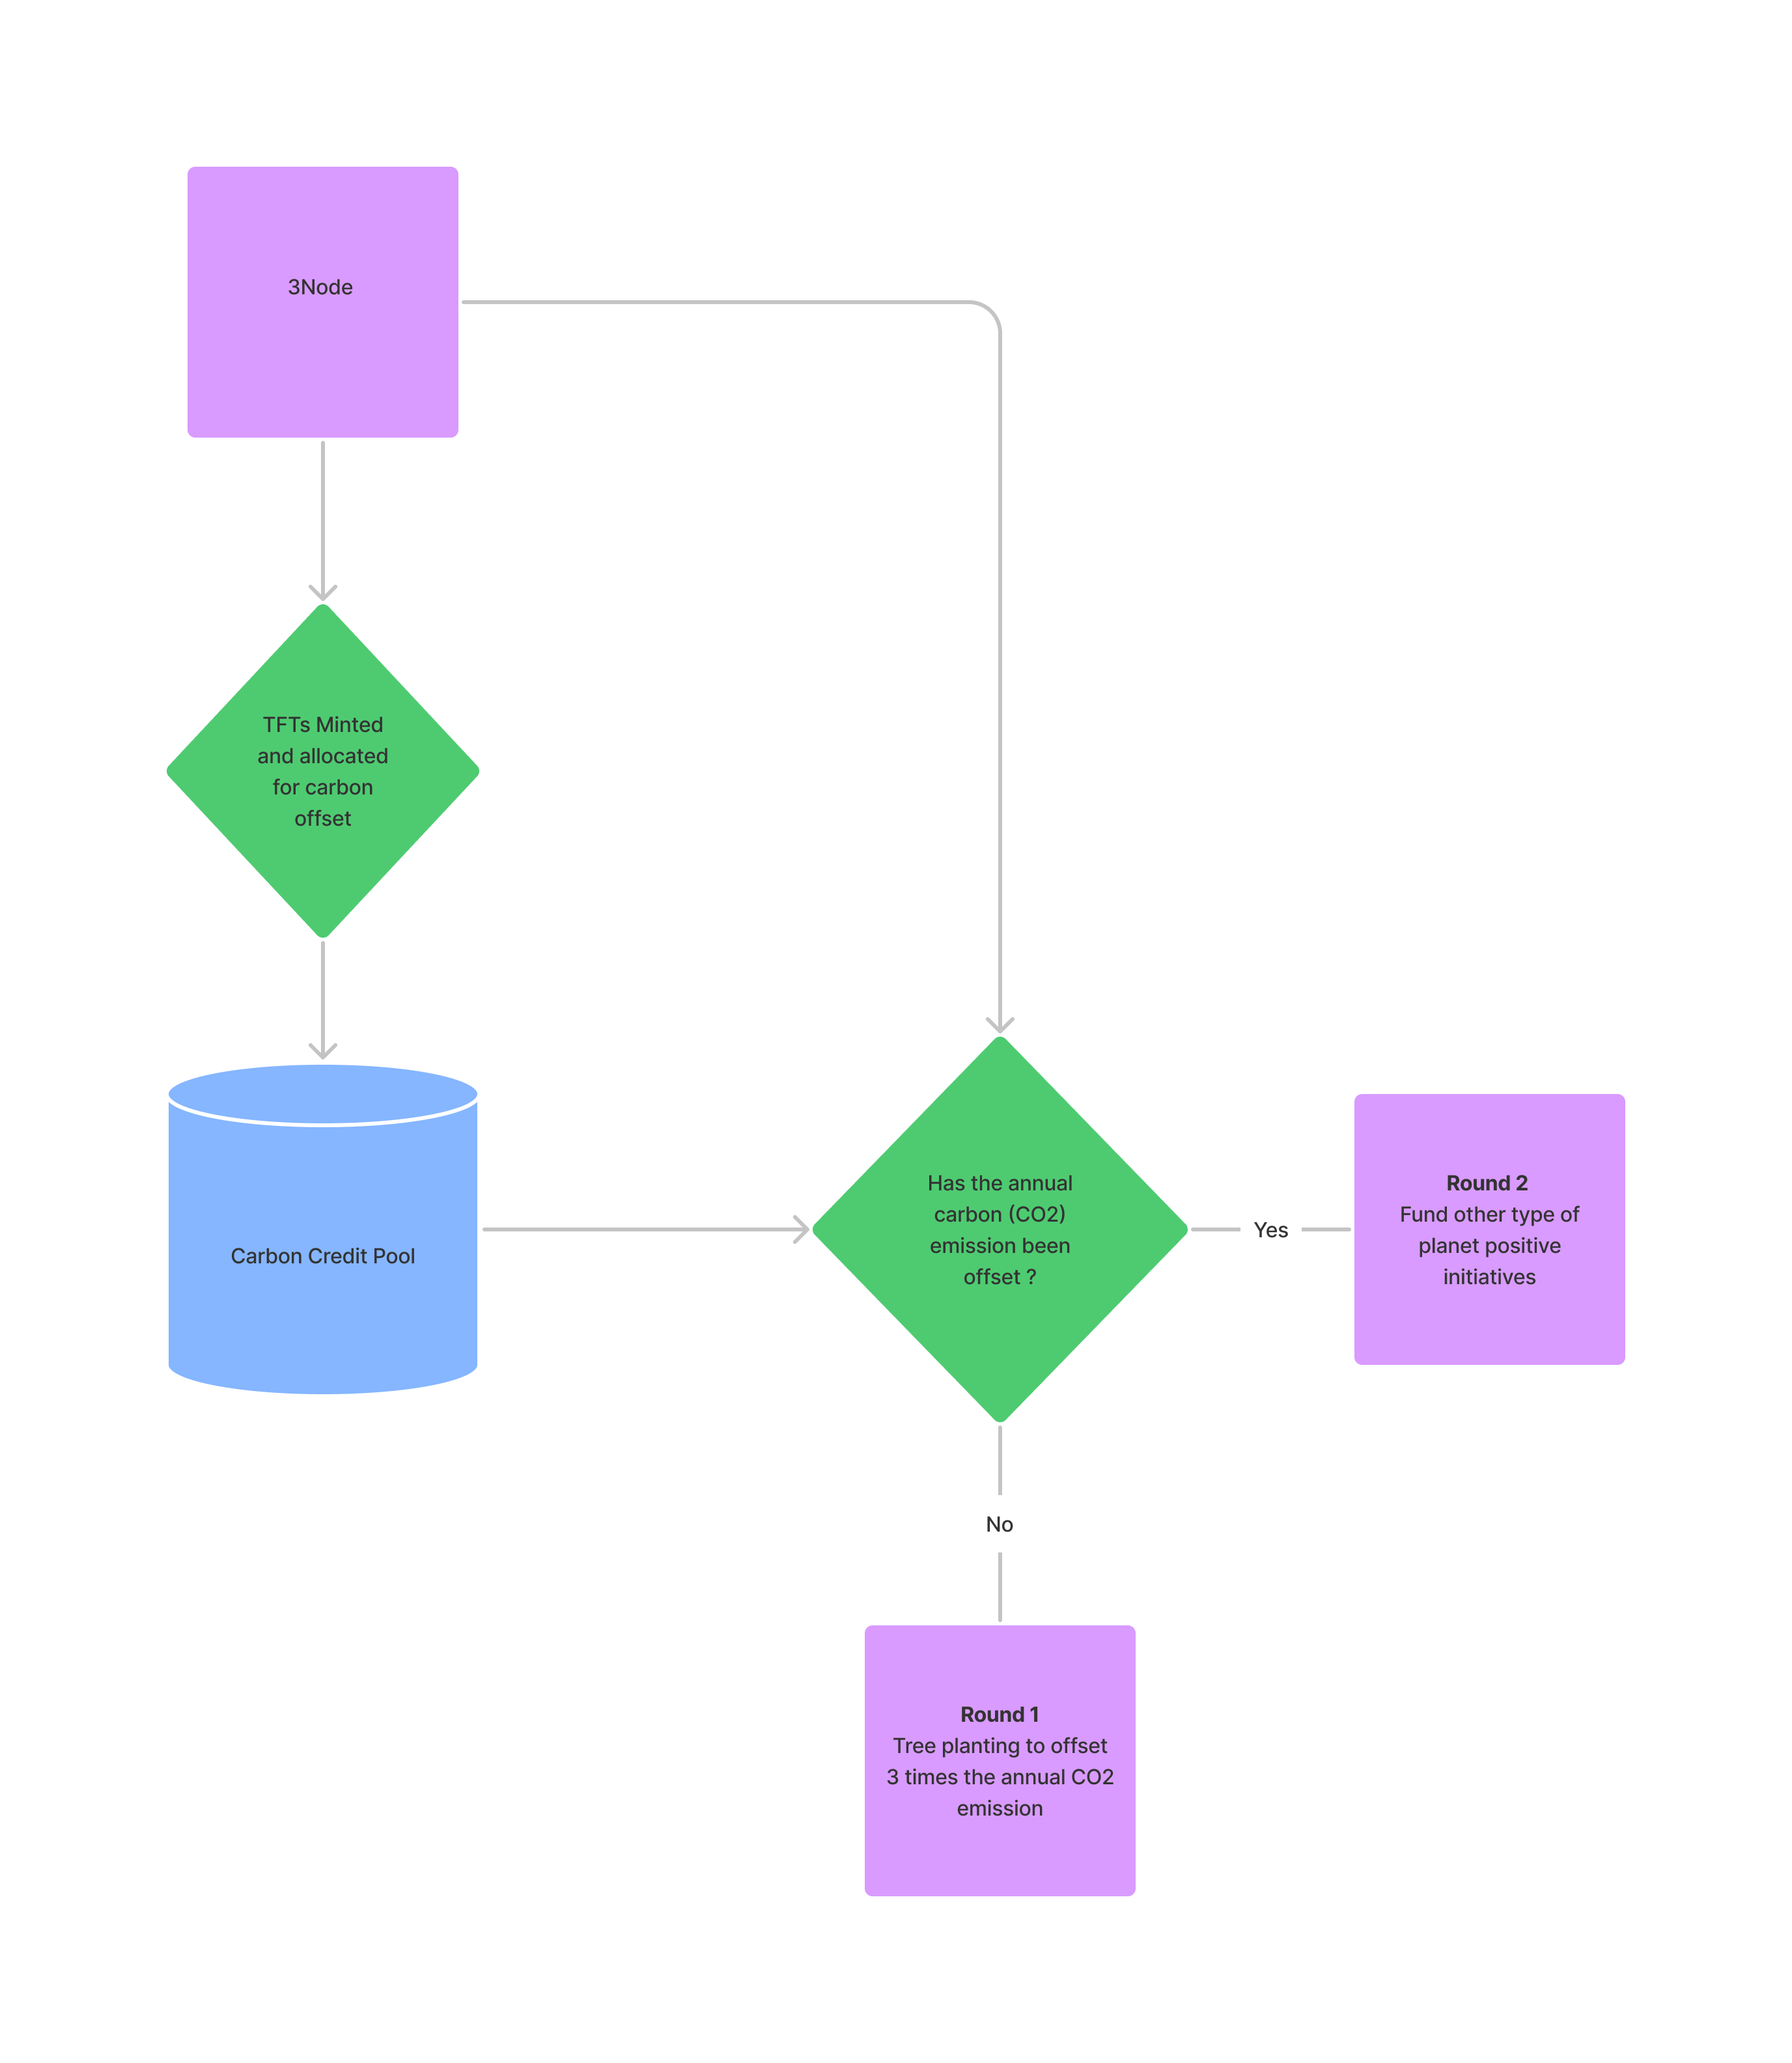 3Node
TFTs Minted
and allocated
for carbon
offset
Carbon Credit Pool
Has the annual
carbon (CO2)
emission been
offset ?
Yes
Round 2
Fund other type of
planet positive
initiatives
No
Round 1
Tree planting to offset
3 times the annual CO2
emission